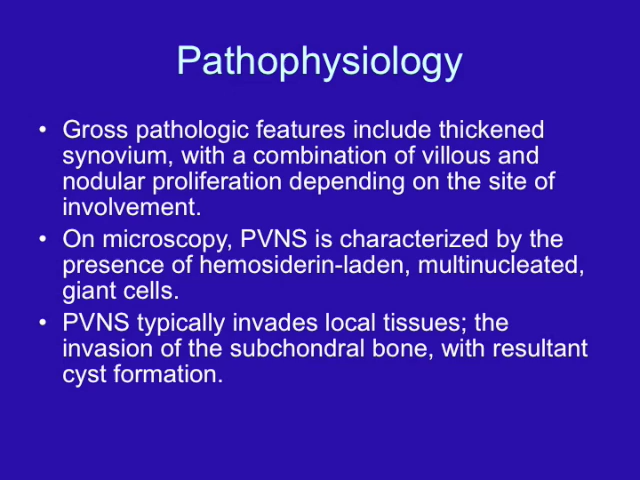 Pathophysiology
• Gross pathologic features include thickened
synovium, with a combination of villous and
nodular proliferation depending on the site of
involvement.
• On microscopy, PVNS is characterized by the
presence of hemosiderin-laden, multinucleated,
giant cells.
• PVNS typically invades local tissues; the
invasion of the subchondral bone, with resultant
cyst formation.